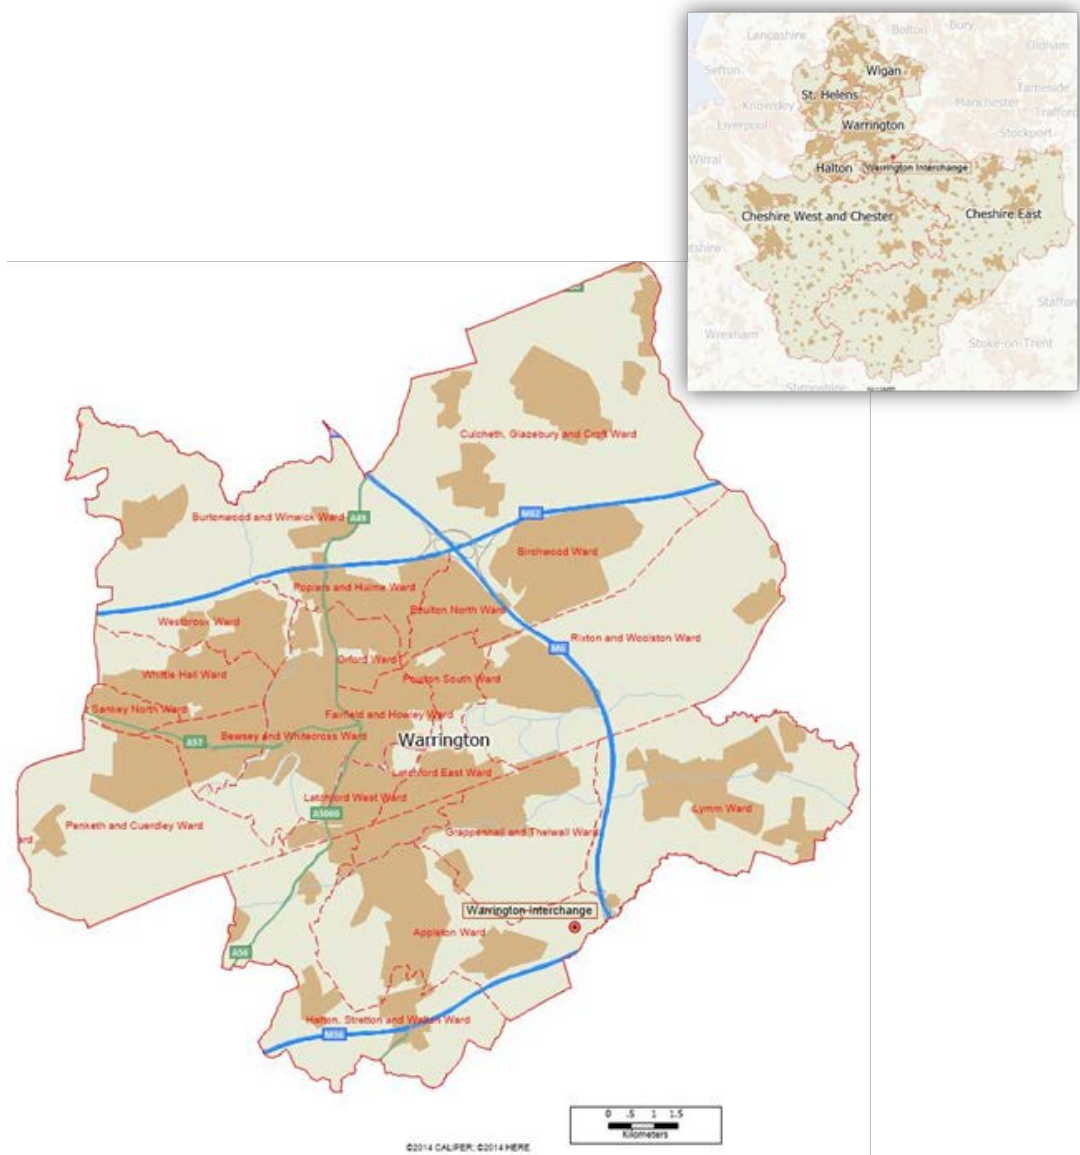 Lancashire
Bolton
Bury
Oldham
Sefton
Wigan
St. Helens
Tameside
Knowsley
Manchester
Trafford
Liverpool
Warrington
Stockport
Wirral
Halton
Warrington Interchange
Cheshire West and Chester
Cheshire East
Wrexham
Stoke-on-Trent
Shropshire
Culcheth, Glazebury and Croft Ward
Burtonwood and Winwick Ward
A49
M62
Birchwood Ward
Poplars and Hulme Ward
Poulton North Ward
Westbrook Ward
Rixton and Woolston Ward
M6
Orford Ward
Whittle Hall Ward
Poulton South Ward
Sankey North Ward
Fairfield and Howley Ward
A57
Bewsey and Whitecross Ward
Warrington
Latchford East Ward
Latchford West Ward
A5060
Lymm Ward
Penketh and Cuerdley Ward
Grappenhall and Thelwall Ward
Warrington Interchange
Appleton Ward
A56
Hatton, Stretton and Walton Ward
M56
0 .5 1 1.5
Kilometers
©2014 CALIPER; ©2014 HERE